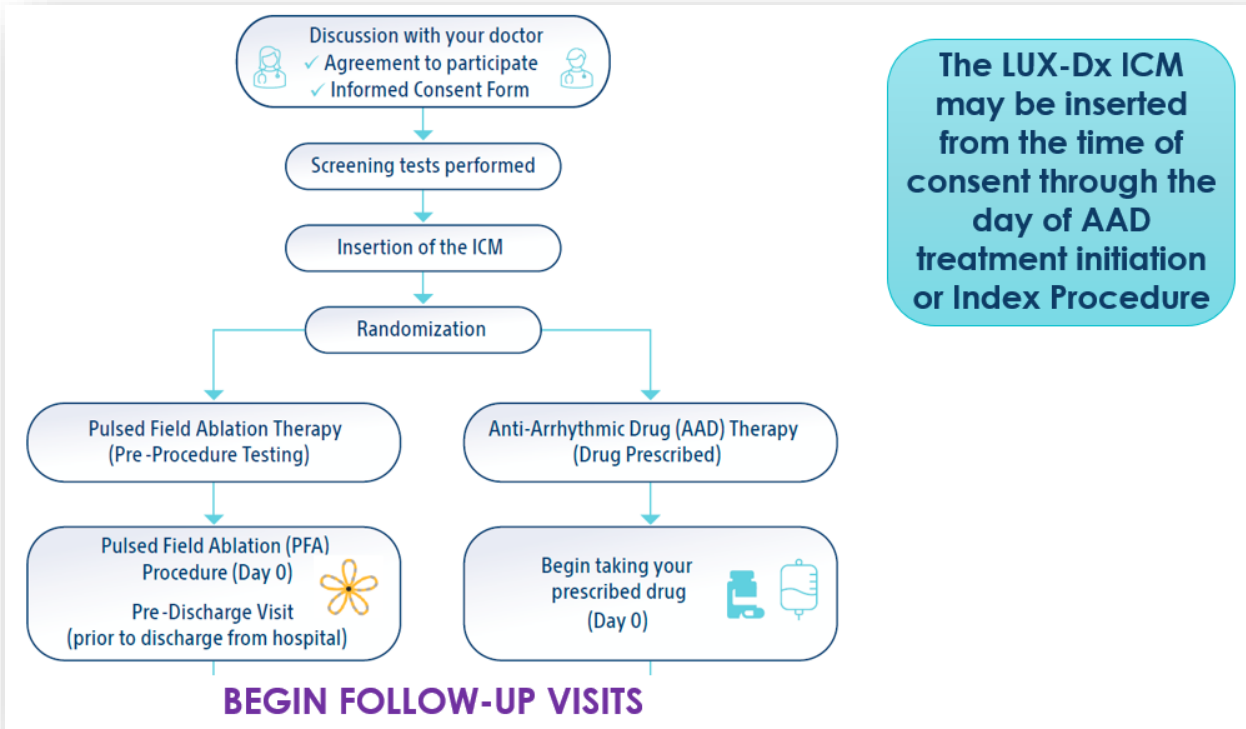 Discussion with your doctor
✓ Agreement to participate
✓ Informed Consent Form
Screening tests performed
Insertion of the ICM
Randomization
Pulsed Field Ablation Therapy
(Pre-Procedure Testing)
Anti-Arrhythmic Drug (AAD) Therapy
(Drug Prescribed)
Pulsed Field Ablation (PFA)
Procedure (Day 0)
Pre-Discharge Visit
(prior to discharge from hospital)
Begin taking your
prescribed drug
(Day 0)
BEGIN FOLLOW-UP VISITS
The LUX-Dx ICM
may be inserted
from the time of
consent through the
day of AAD
treatment initiation
or Index Procedure